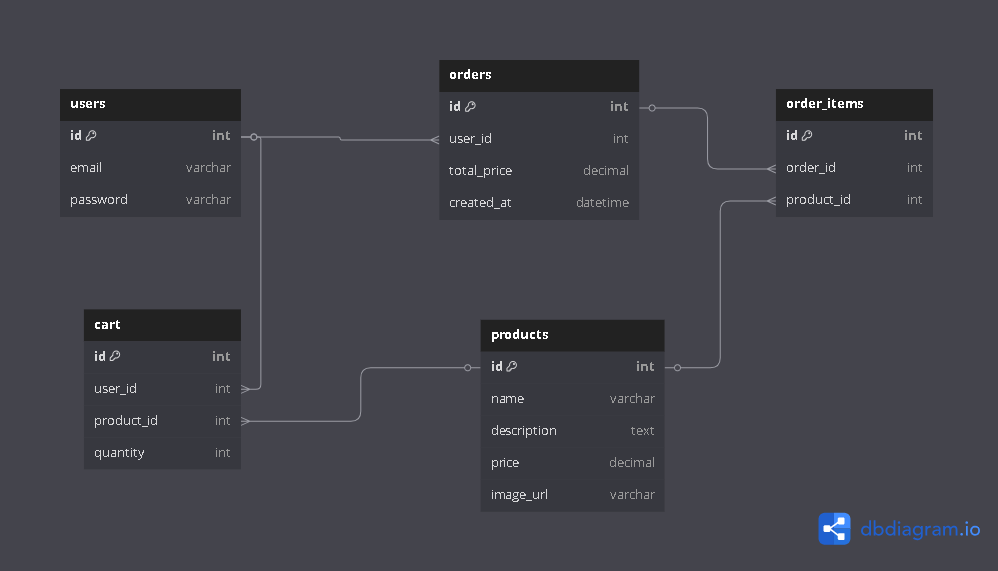 users
id int
email varchar
password varchar
orders
id int
user_id int
total_price decimal
created_at datetime
order_items
id int
order_id int
product_id int
cart
id int
user_id int
product_id int
quantity int
products
id int
name varchar
description text
price decimal
image_url varchar
dbdiagram.io